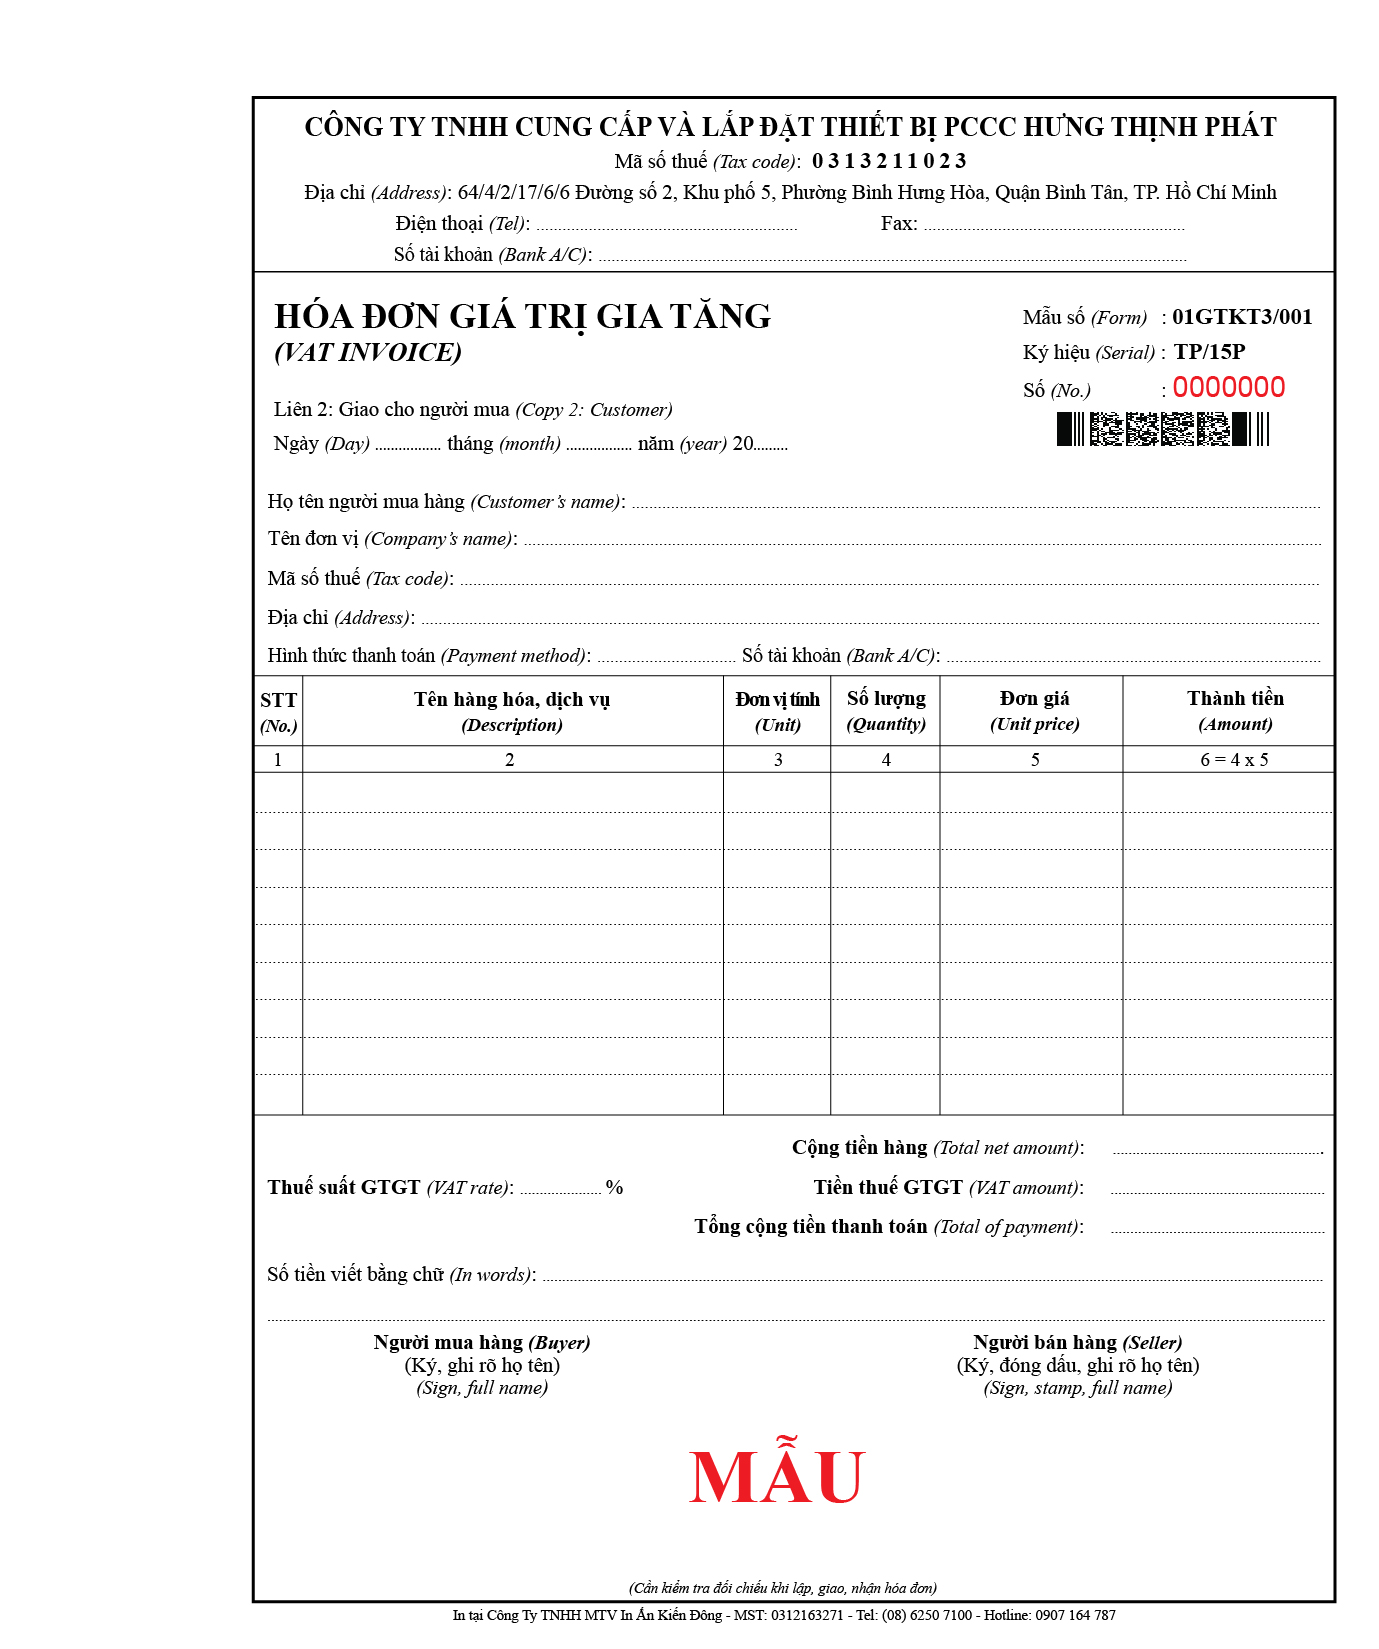 CÔNG TY TNHH CUNG CẤP VÀ LẮP ĐẶT THIẾT BỊ PCCC HƯNG THỊNH PHÁT
Mã số thuế (Tax code): 0313211023
Địa chỉ (Address): 64/4/2/17/6/6 Đường số 2, Khu phố 5, Phường Bình Hưng Hòa, Quận Bình Tân, TP. Hồ Chí Minh
Điện thoại (Tel): ........................ Fax: ........................
Số tài khoản (Bank A/C): ........................
HÓA ĐƠN GIÁ TRỊ GIA TĂNG
(VAT INVOICE)
Mẫu số (Form) : 01GTKT3/001
Ký hiệu (Serial) : TP/15P
Số (No.) : 0000000
Liên 2: Giao cho người mua (Copy 2: Customer)
Ngày (Day) ................. tháng (month) ................. năm (year) 20.........
Họ tên người mua hàng (Customer’s name): ........................
Tên đơn vị (Company’s name): ........................
Mã số thuế (Tax code): ........................
Địa chỉ (Address): ........................
Hình thức thanh toán (Payment method): ........................ Số tài khoản (Bank A/C): ........................
STT Tên hàng hóa, dịch vụ Đơn vị tính Số lượng Đơn giá Thành tiền
(No.) (Description) (Unit) (Quantity) (Unit price) (Amount)
1 2 3 4 5 6 = 4 x 5
Cộng tiền hàng (Total net amount): ........................
Thuế suất GTGT (VAT rate): ..................... % Tiền thuế GTGT (VAT amount): ........................
Tổng cộng tiền thanh toán (Total of payment): ........................
Số tiền viết bằng chữ (In words): ........................
Người mua hàng (Buyer) Người bán hàng (Seller)
(Ký, ghi rõ họ tên) (Ký, đóng dấu, ghi rõ họ tên)
(Sign, full name) (Sign, stamp, full name)
MẪU
(Cần kiểm tra đối chiếu khi lập, giao, nhận hóa đơn)
In tại Công Ty TNHH MTV In Ấn Kiến Đông - MST: 0312163271 - Tel: (08) 6250 7100 - Hotline: 0907 164 787